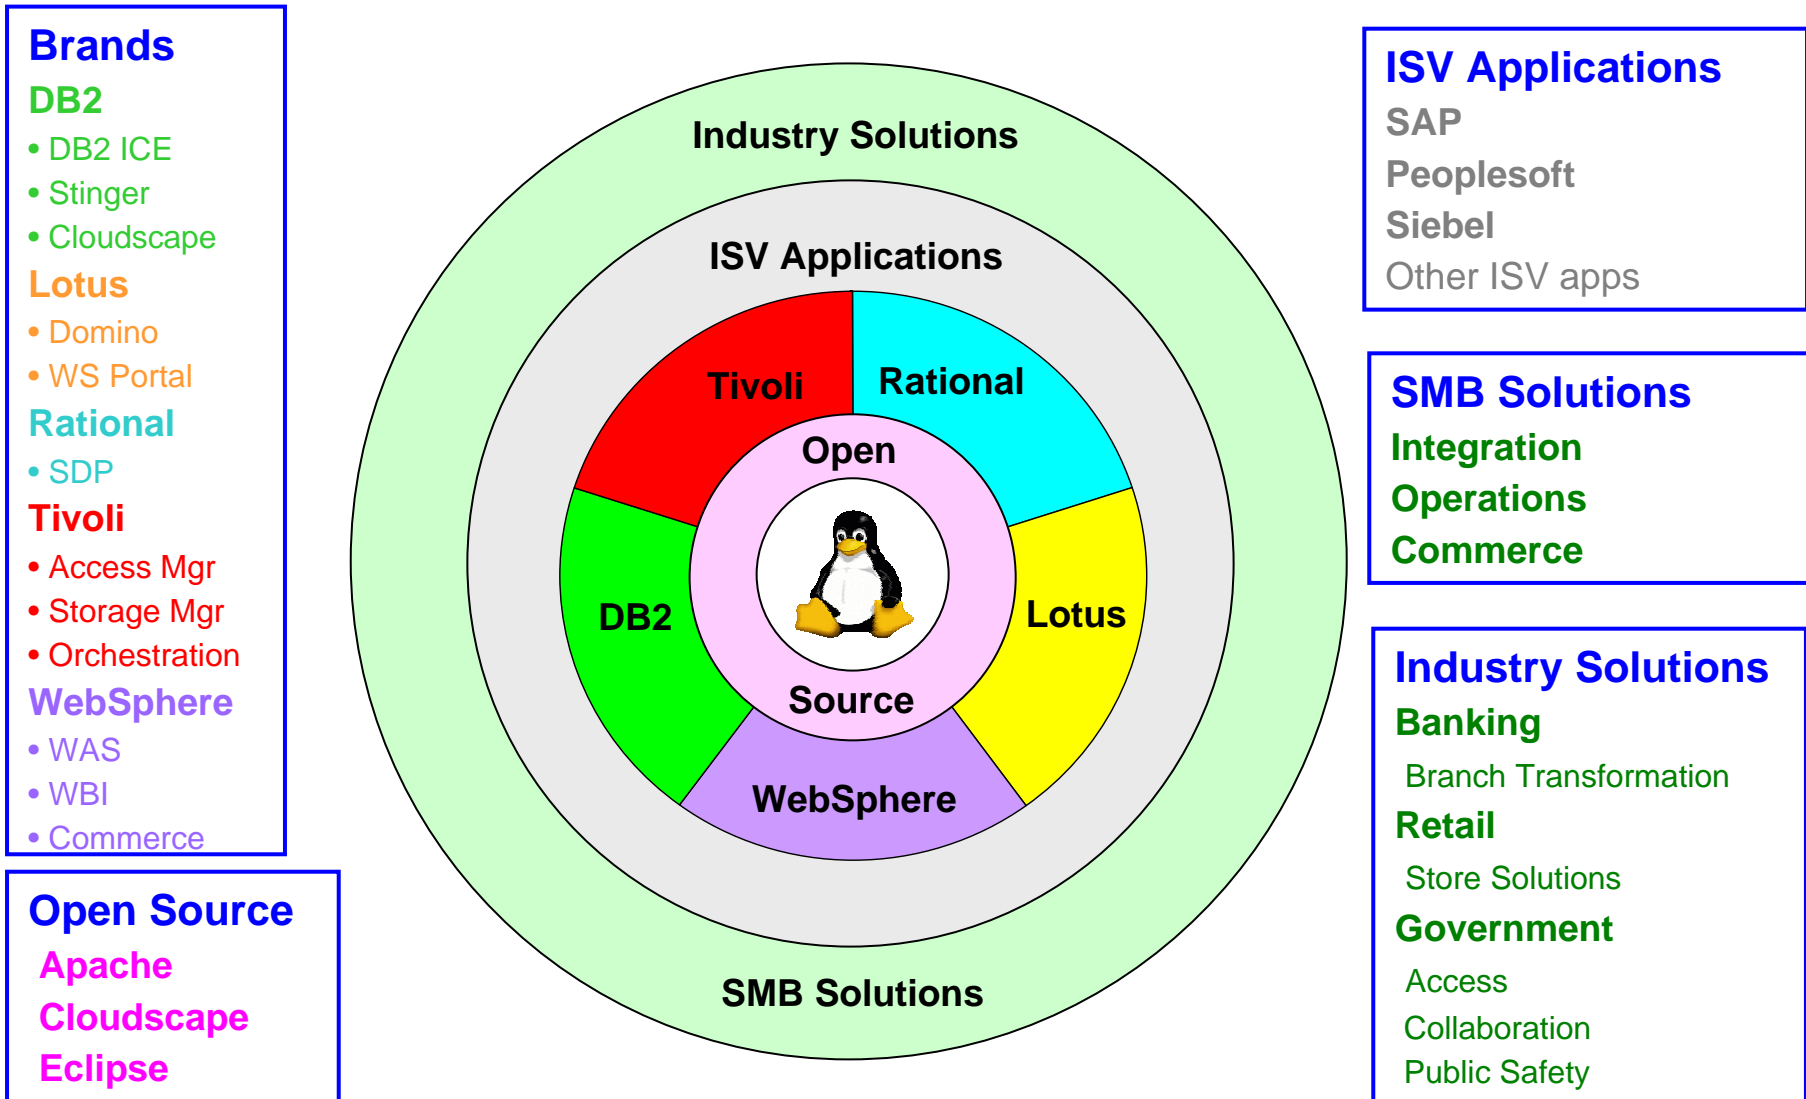 Brands
DB2
• DB2 ICE
• Stinger
• Cloudscape
Lotus
• Domino
• WS Portal
Rational
• SDP
Tivoli
• Access Mgr
• Storage Mgr
• Orchestration
WebSphere
• WAS
• WBI
• Commerce
Open Source
Apache
Cloudscape
Eclipse
Industry Solutions
ISV Applications
Tivoli
Rational
Open
DB2
Lotus
Source
WebSphere
SMB Solutions
ISV Applications
SAP
Peoplesoft
Siebel
Other ISV apps
SMB Solutions
Integration
Operations
Commerce
Industry Solutions
Banking
Branch Transformation
Retail
Store Solutions
Government
Access
Collaboration
Public Safety